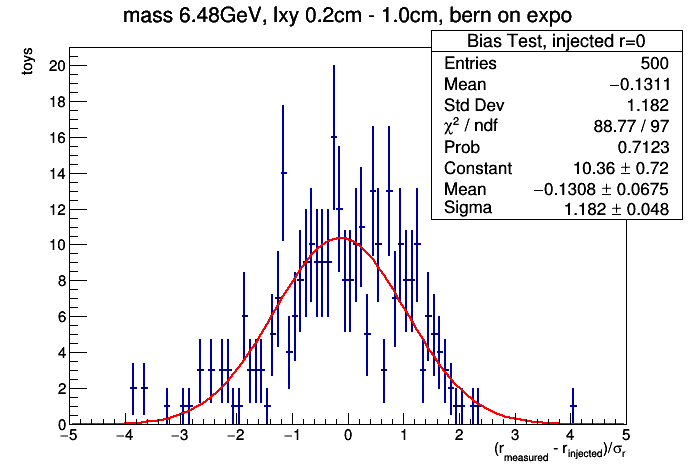 mass 6.48GeV, lxy 0.2cm - 1.0cm, bern on expo
Bias Test, injected r=0
Entries 500
Mean −0.1311
Std Dev 1.182
χ² / ndf 88.77 / 97
Prob 0.7123
Constant 10.36 ± 0.72
Mean −0.1308 ± 0.0675
Sigma 1.182 ± 0.048
toys
20
18
16
14
12
10
8
6
4
2
0
−5 −4 −3 −2 −1 0 1 2 3 4 5
(r_measured - r_injected)/σ_r